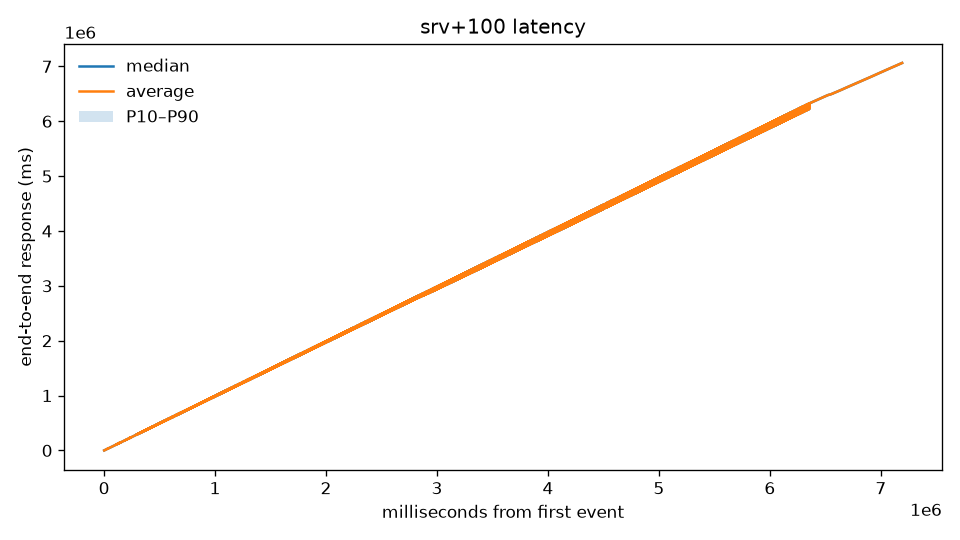 srv+100 latency
1e6
median
average
P10–P90
7
6
5
4
3
2
1
0
end-to-end response (ms)
0 1 2 3 4 5 6 7
1e6
milliseconds from first event